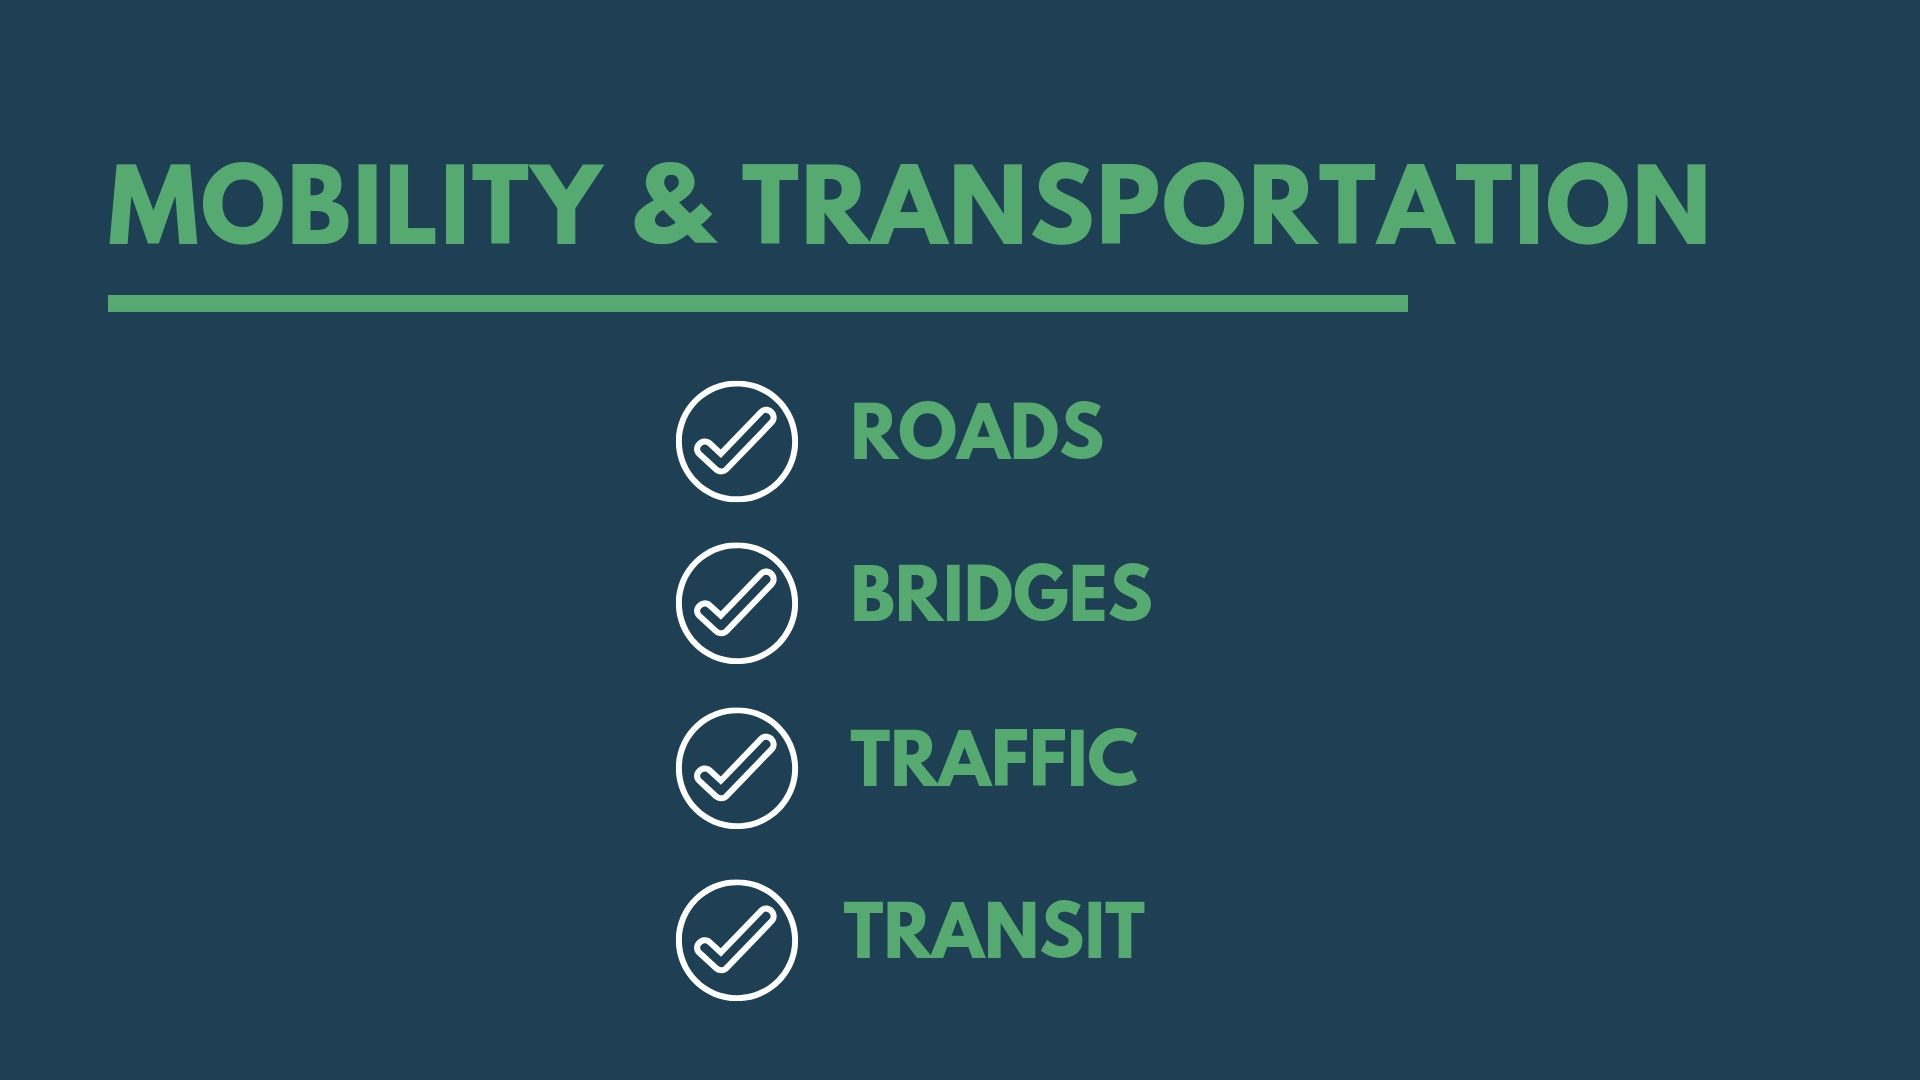 MOBILITY & TRANSPORTATION
ROADS
BRIDGES
TRAFFIC
TRANSIT